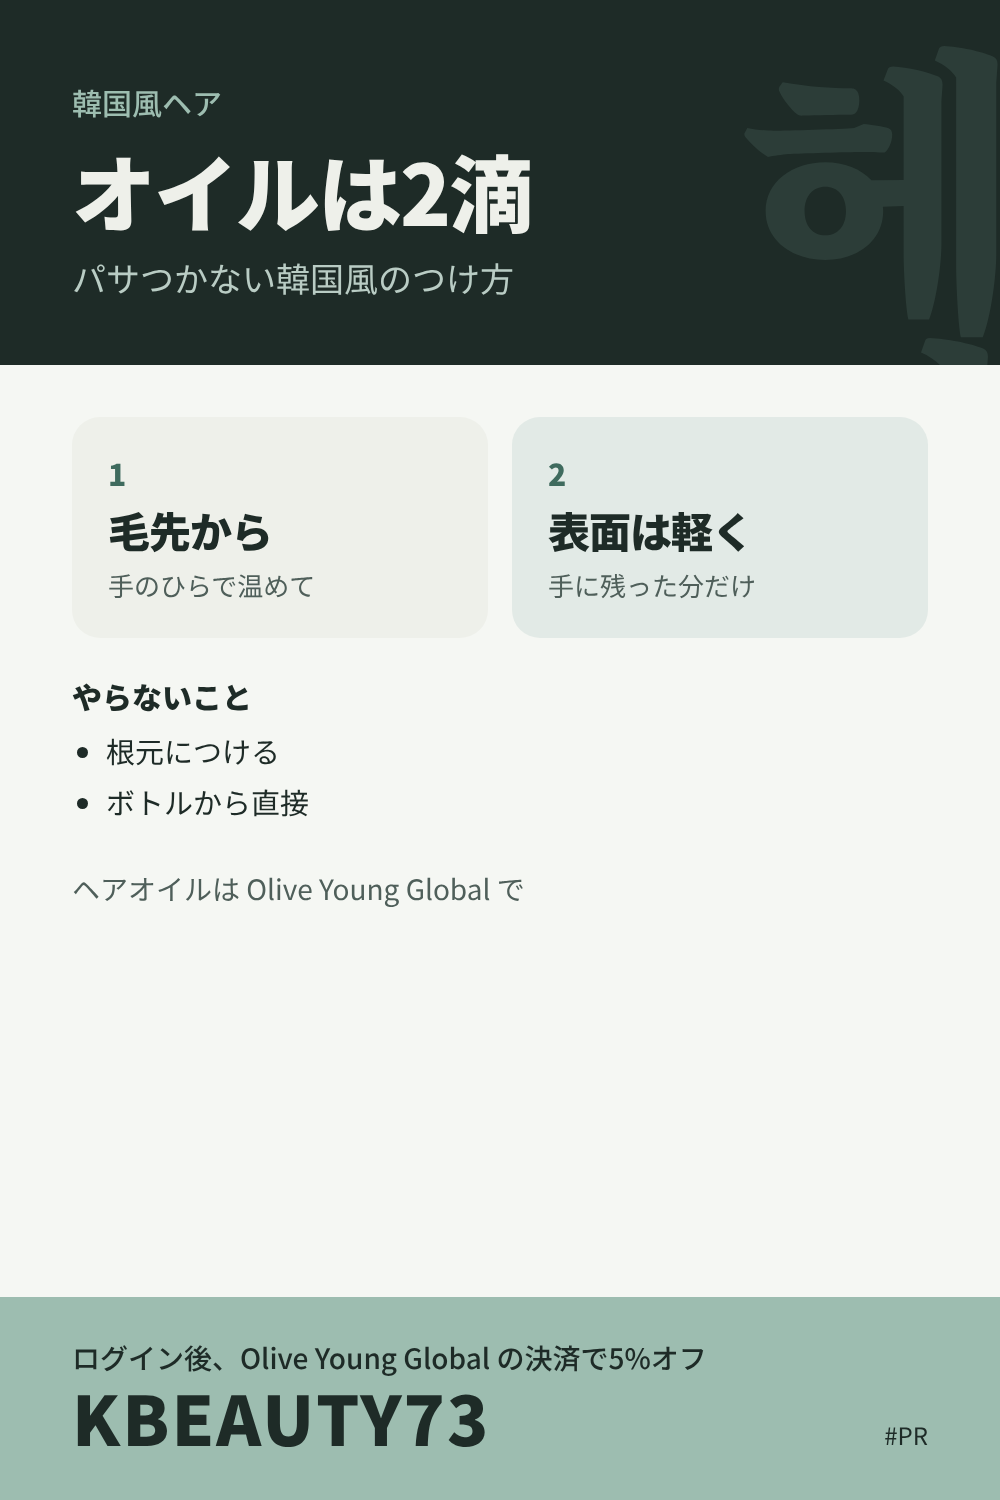 韓国風ヘア
オイルは2滴
パサつかない韓国風のつけ方
헤
1
毛先から
手のひらで温めて
2
表面は軽く
手に残った分だけ
やらないこと
• 根元につける
• ボトルから直接
ヘアオイルは Olive Young Global で
ログイン後、Olive Young Global の決済で5%オフ
KBEAUTY73
#PR